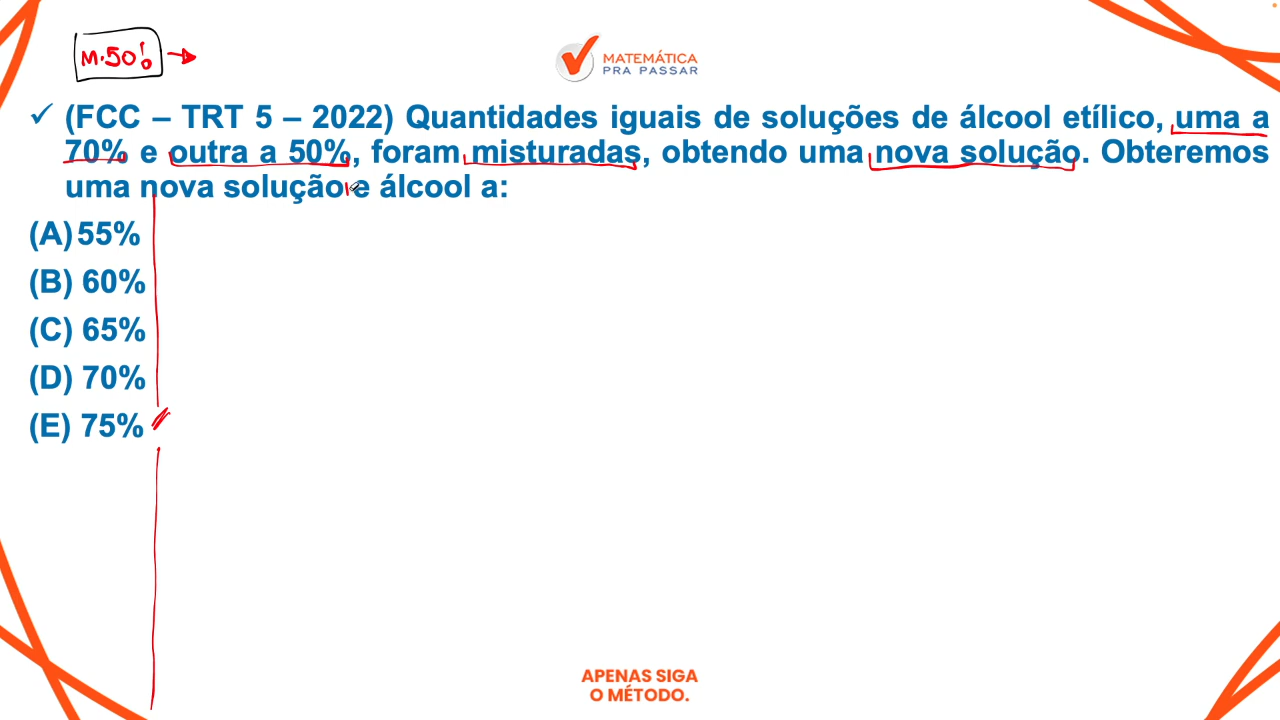 M.50!
MATEMÁTICA
PRA PASSAR
✓ (FCC – TRT 5 – 2022) Quantidades iguais de soluções de álcool etílico, uma a
70% e outra a 50%, foram misturadas, obtendo uma nova solução. Obteremos
uma nova solução e álcool a:
(A) 55%
(B) 60%
(C) 65%
(D) 70%
(E) 75%
APENAS SIGA
O MÉTODO.